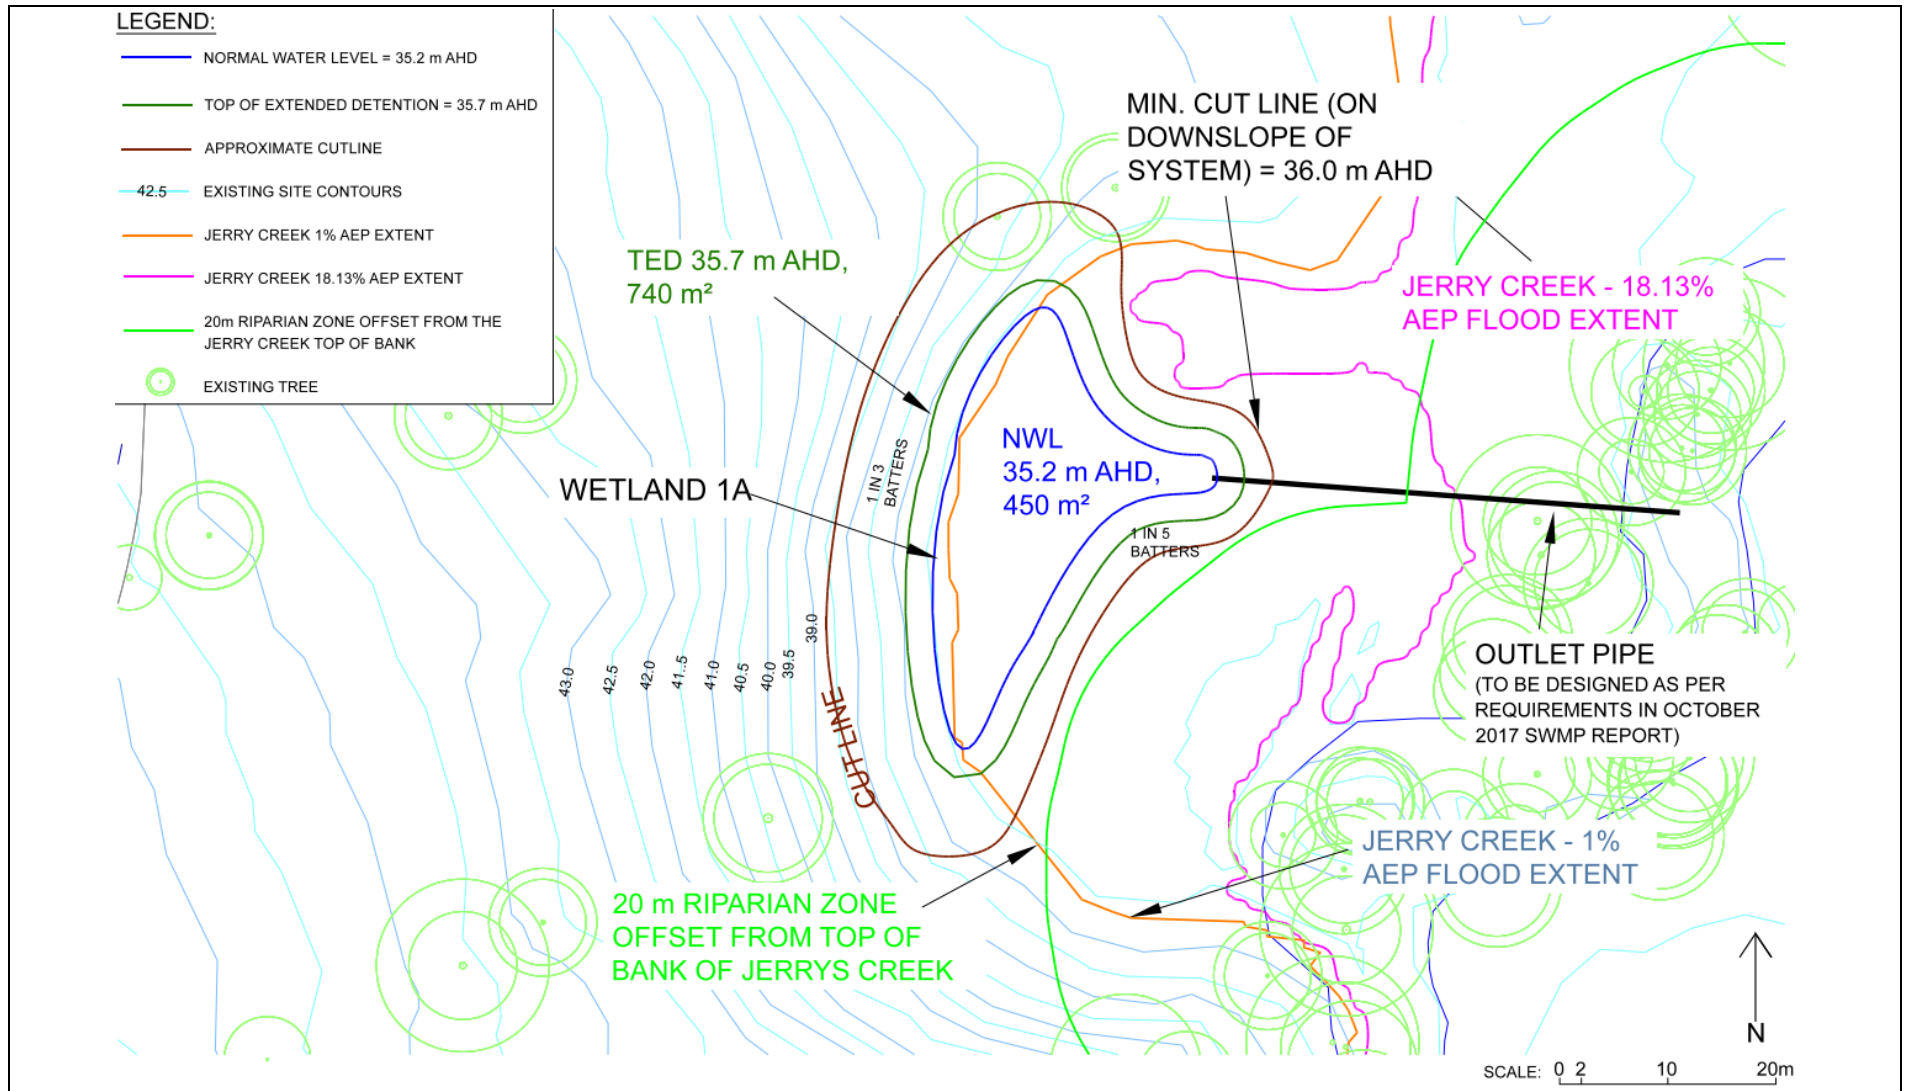 LEGEND:
NORMAL WATER LEVEL = 35.2 m AHD
TOP OF EXTENDED DETENTION = 35.7 m AHD
APPROXIMATE CUTLINE
42.5 EXISTING SITE CONTOURS
JERRY CREEK 1% AEP EXTENT
JERRY CREEK 18.13% AEP EXTENT
20m RIPARIAN ZONE OFFSET FROM THE
JERRY CREEK TOP OF BANK
EXISTING TREE
MIN. CUT LINE (ON
DOWNSLOPE OF
SYSTEM) = 36.0 m AHD
TED 35.7 m AHD,
740 m²
JERRY CREEK - 18.13%
AEP FLOOD EXTENT
NWL
35.2 m AHD,
450 m²
1 IN 3
BATTERS
WETLAND 1A
1 IN 5
BATTERS
43.0
42.5
42.0
41..5
41.0
40.5
40.0
39.5
39.0
CUT LINE
OUTLET PIPE
(TO BE DESIGNED AS PER
REQUIREMENTS IN OCTOBER
2017 SWMP REPORT)
JERRY CREEK - 1%
AEP FLOOD EXTENT
20 m RIPARIAN ZONE
OFFSET FROM TOP OF
BANK OF JERRYS CREEK
N
SCALE: 0 2 10 20m